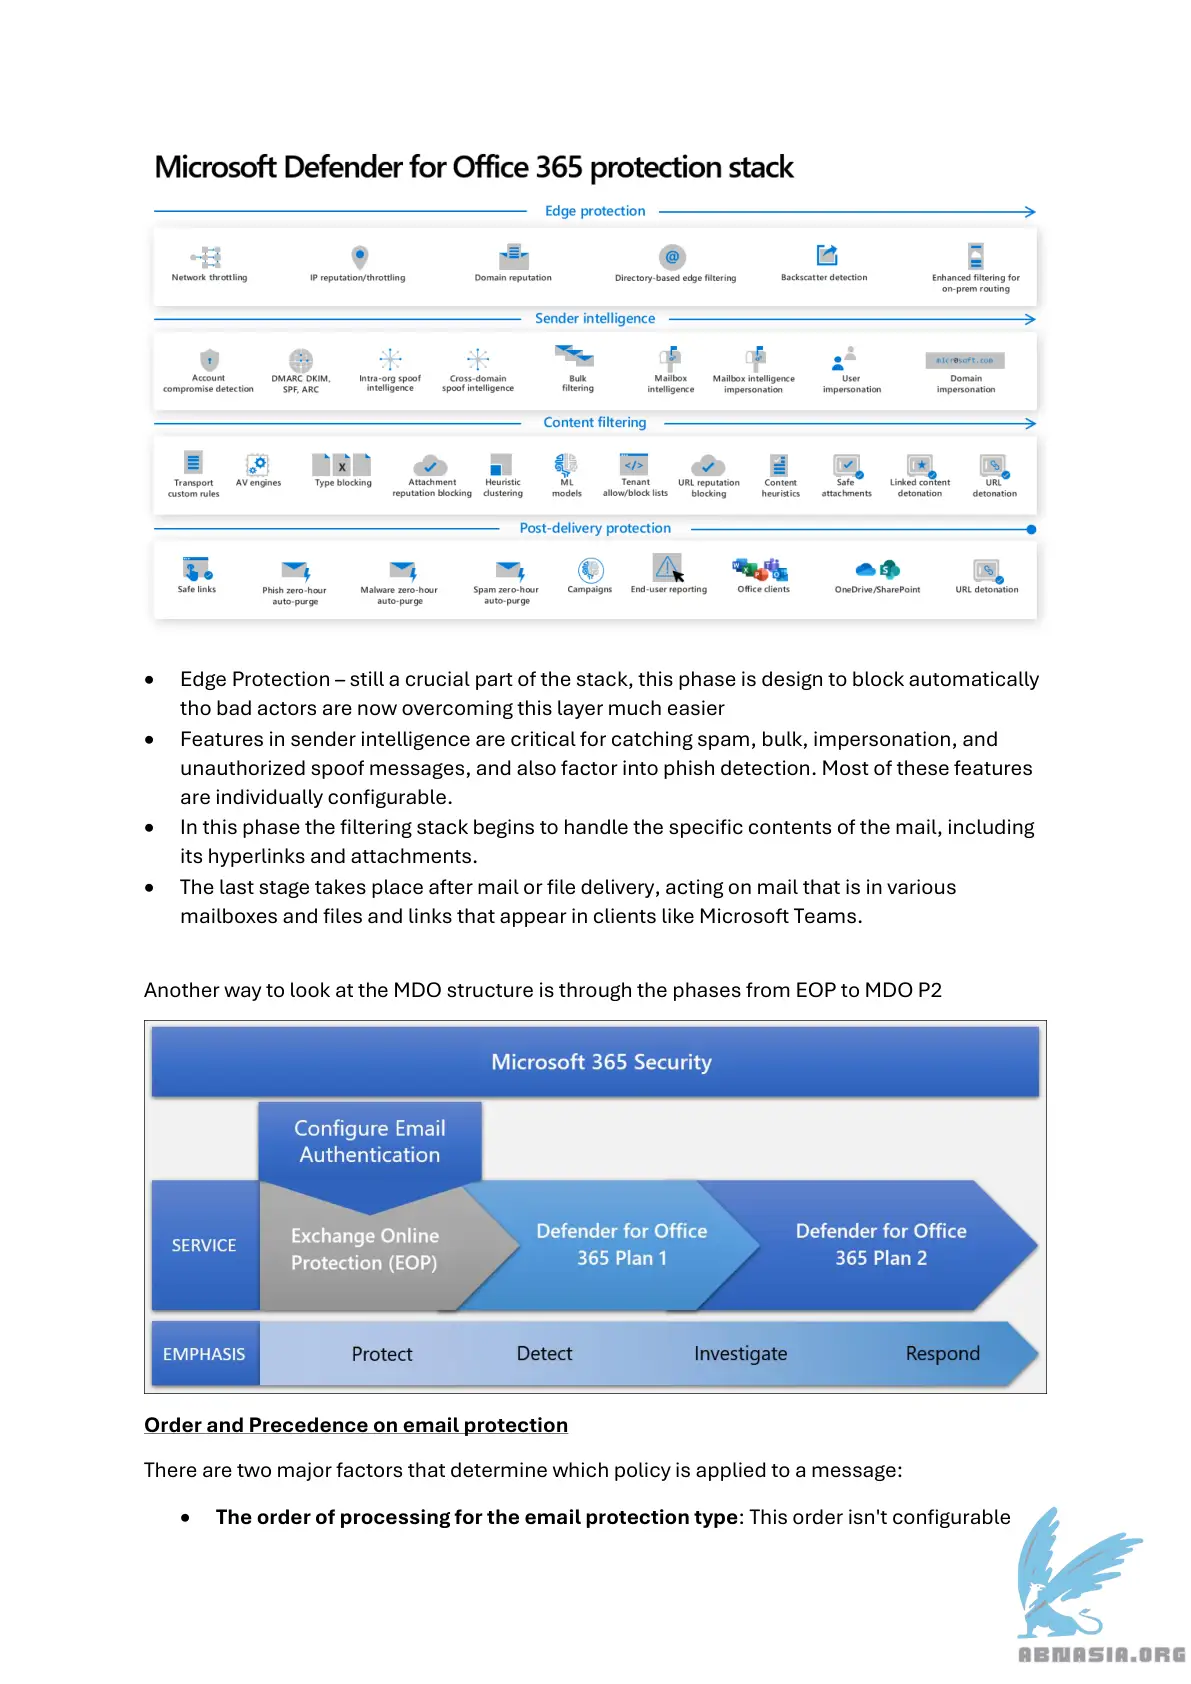 Microsoft Defender for Office 365 protection stack
Edge protection
Network throttling
IP reputation/throttling
Domain reputation
@
Directory-based edge filtering
Backscatter detection
Enhanced filtering for
on-prem routing
Sender intelligence
Account
compromise detection
DMARC DKIM,
SPF, ARC
Intra-org spoof
intelligence
Cross-domain
spoof intelligence
Bulk
filtering
Mailbox
intelligence
Mailbox intelligence
impersonation
User
impersonation
micr0soft.com
Domain
impersonation
Content filtering
Transport
custom rules
AV engines
X
Type blocking
Attachment
reputation blocking
Heuristic
clustering
ML
models
</>
Tenant
allow/block lists
URL reputation
blocking
Content
heuristics
Safe
attachments
Linked content
detonation
URL
detonation
Post-delivery protection
Safe links
Phish zero-hour
auto-purge
Malware zero-hour
auto-purge
Spam zero-hour
auto-purge
Campaigns
End-user reporting
Office clients
OneDrive/SharePoint
URL detonation
• Edge Protection – still a crucial part of the stack, this phase is design to block automatically
tho bad actors are now overcoming this layer much easier
• Features in sender intelligence are critical for catching spam, bulk, impersonation, and
unauthorized spoof messages, and also factor into phish detection. Most of these features
are individually configurable.
• In this phase the filtering stack begins to handle the specific contents of the mail, including
its hyperlinks and attachments.
• The last stage takes place after mail or file delivery, acting on mail that is in various
mailboxes and files and links that appear in clients like Microsoft Teams.
Another way to look at the MDO structure is through the phases from EOP to MDO P2
Microsoft 365 Security
Configure Email
Authentication
SERVICE
Exchange Online
Protection (EOP)
Defender for Office
365 Plan 1
Defender for Office
365 Plan 2
EMPHASIS
Protect
Detect
Investigate
Respond
Order and Precedence on email protection
There are two major factors that determine which policy is applied to a message:
• The order of processing for the email protection type: This order isn't configurable
ABNASIA.ORG